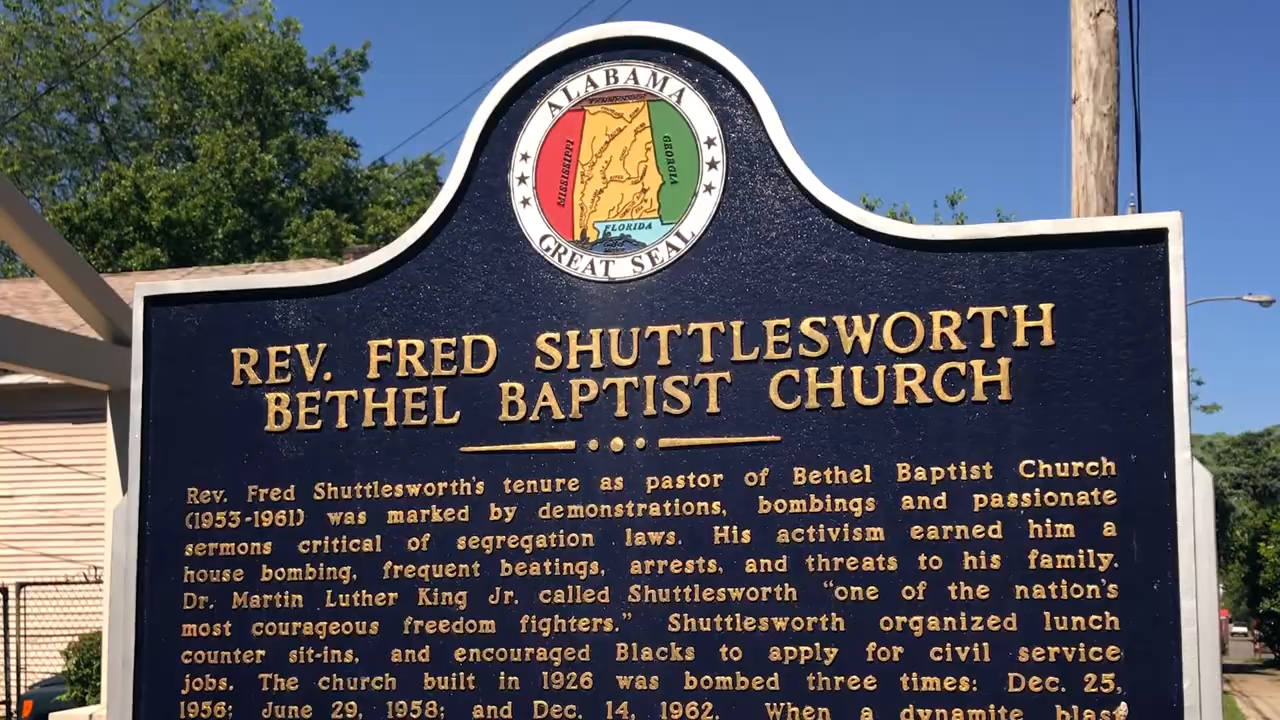 ALABAMA
TENNESSEE
MISSISSIPPI
GEORGIA
FLORIDA
GREAT SEAL
REV. FRED SHUTTLESWORTH
BETHEL BAPTIST CHURCH
Rev. Fred Shuttlesworth's tenure as pastor of Bethel Baptist Church
(1953-1961) was marked by demonstrations, bombings and passionate
sermons critical of segregation laws. His activism earned him a
house bombing, frequent beatings, arrests, and threats to his family.
Dr. Martin Luther King Jr. called Shuttlesworth "one of the nation's
most courageous freedom fighters." Shuttlesworth organized lunch
counter sit-ins, and encouraged Blacks to apply for civil service
jobs. The church built in 1926 was bombed three times: Dec. 25,
1956; June 29, 1958; and Dec. 14, 1962. When a dynamite blast